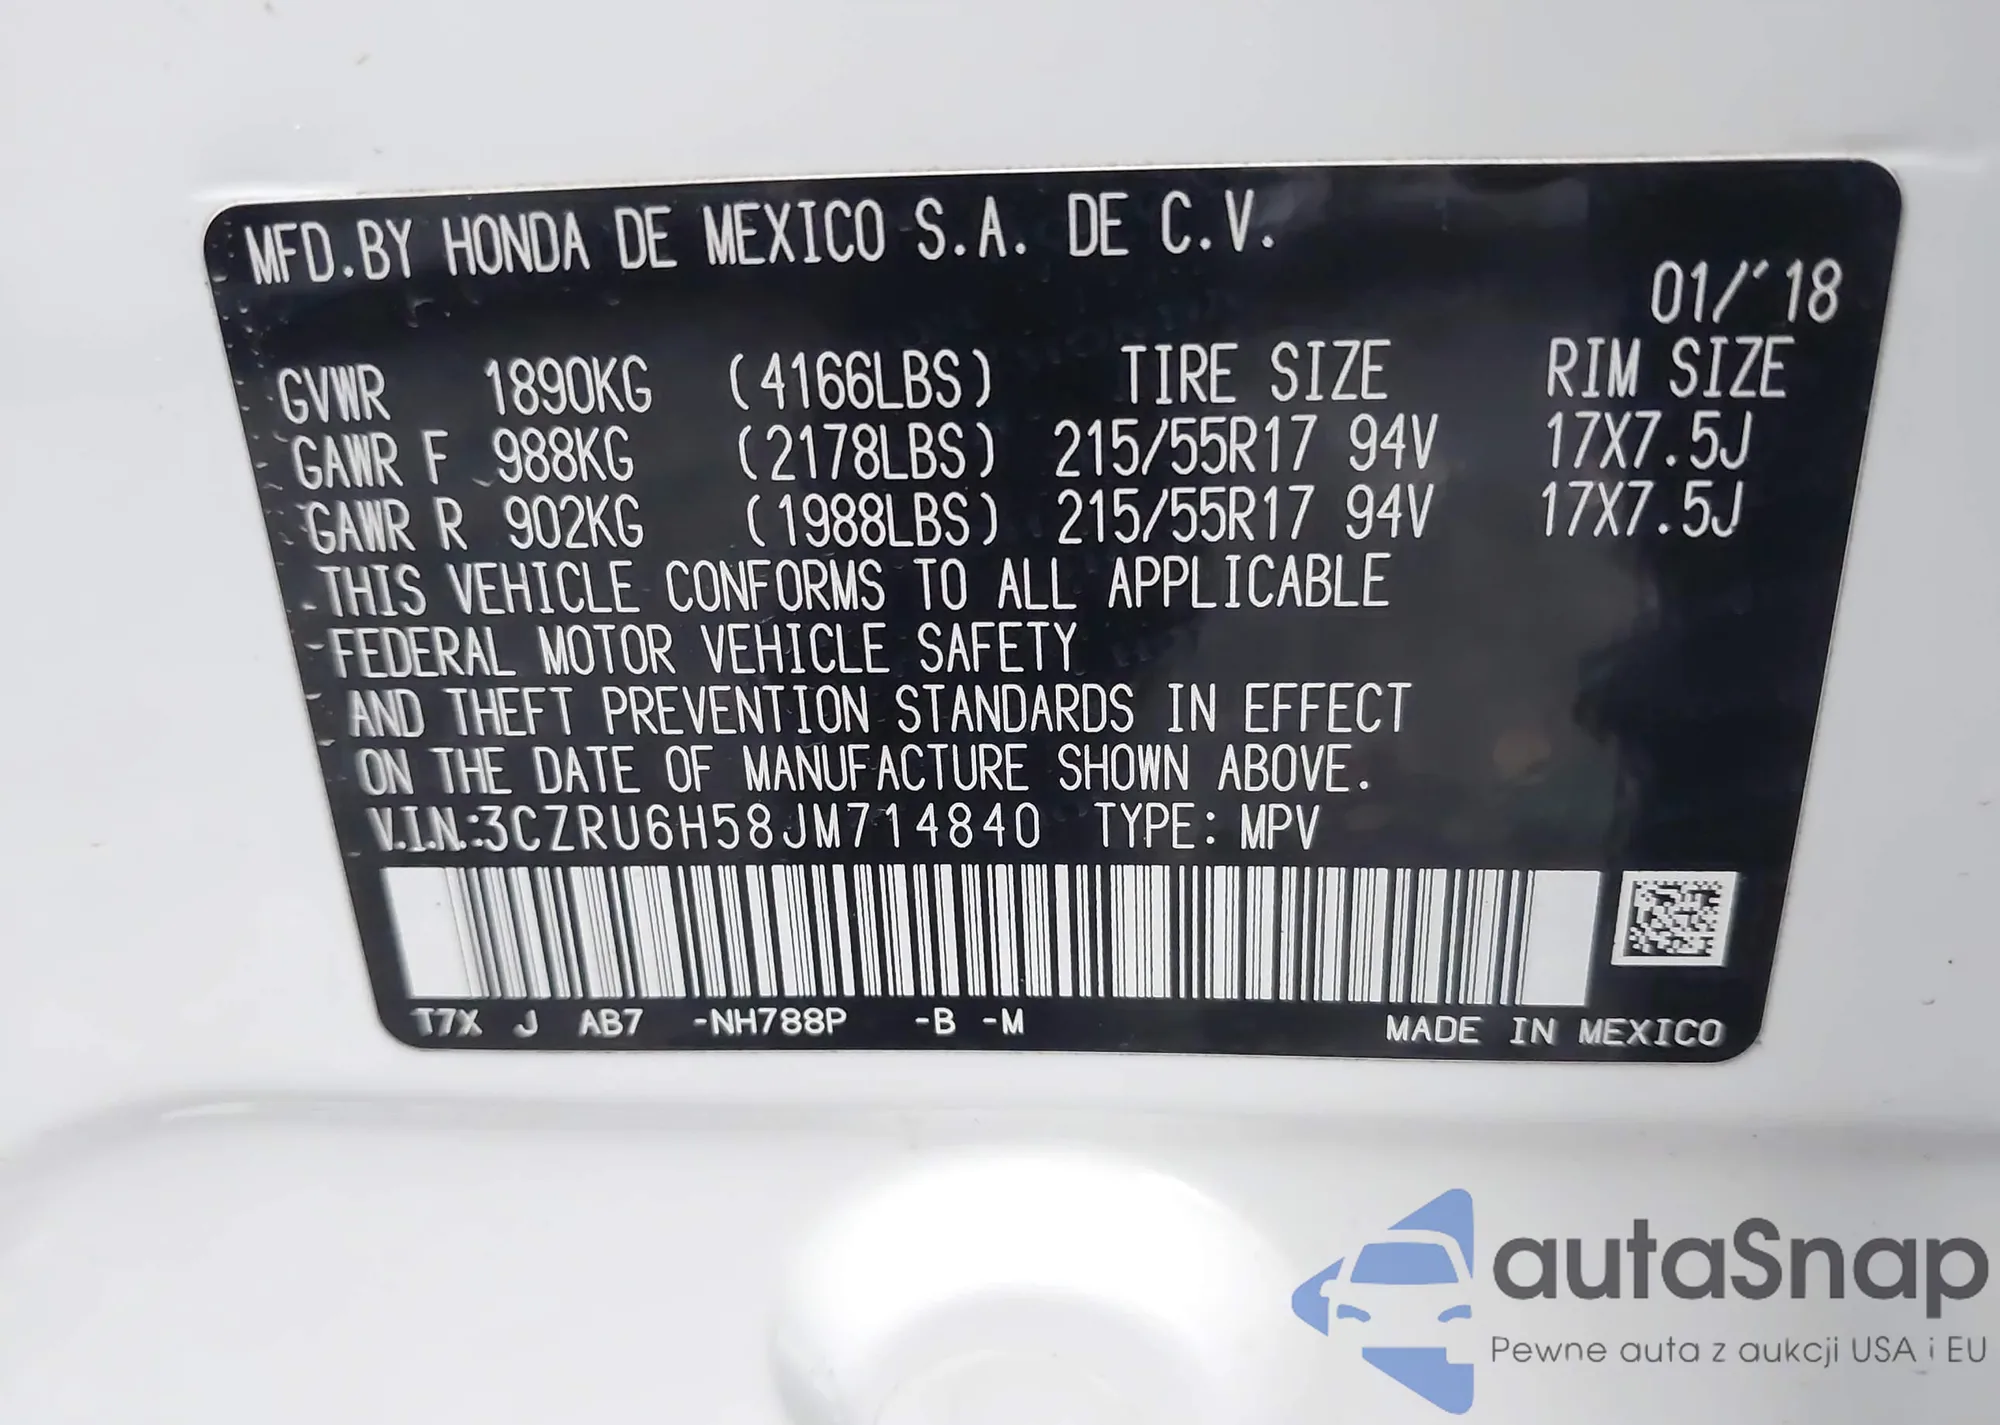 MFD.BY HONDA DE MEXICO S.A. DE C.V.
01/'18
GVWR 1890KG (4166LBS) TIRE SIZE RIM SIZE
GAWR F 988KG (2178LBS) 215/55R17 94V 17X7.5J
GAWR R 902KG (1988LBS) 215/55R17 94V 17X7.5J
THIS VEHICLE CONFORMS TO ALL APPLICABLE
FEDERAL MOTOR VEHICLE SAFETY
AND THEFT PREVENTION STANDARDS IN EFFECT
ON THE DATE OF MANUFACTURE SHOWN ABOVE.
V.I.N.:3CZRU6H58JM714840 TYPE: MPV
T7X J AB7 -NH788P -B -M MADE IN MEXICO
autaSnap
Pewne auta z aukcji USA i EU